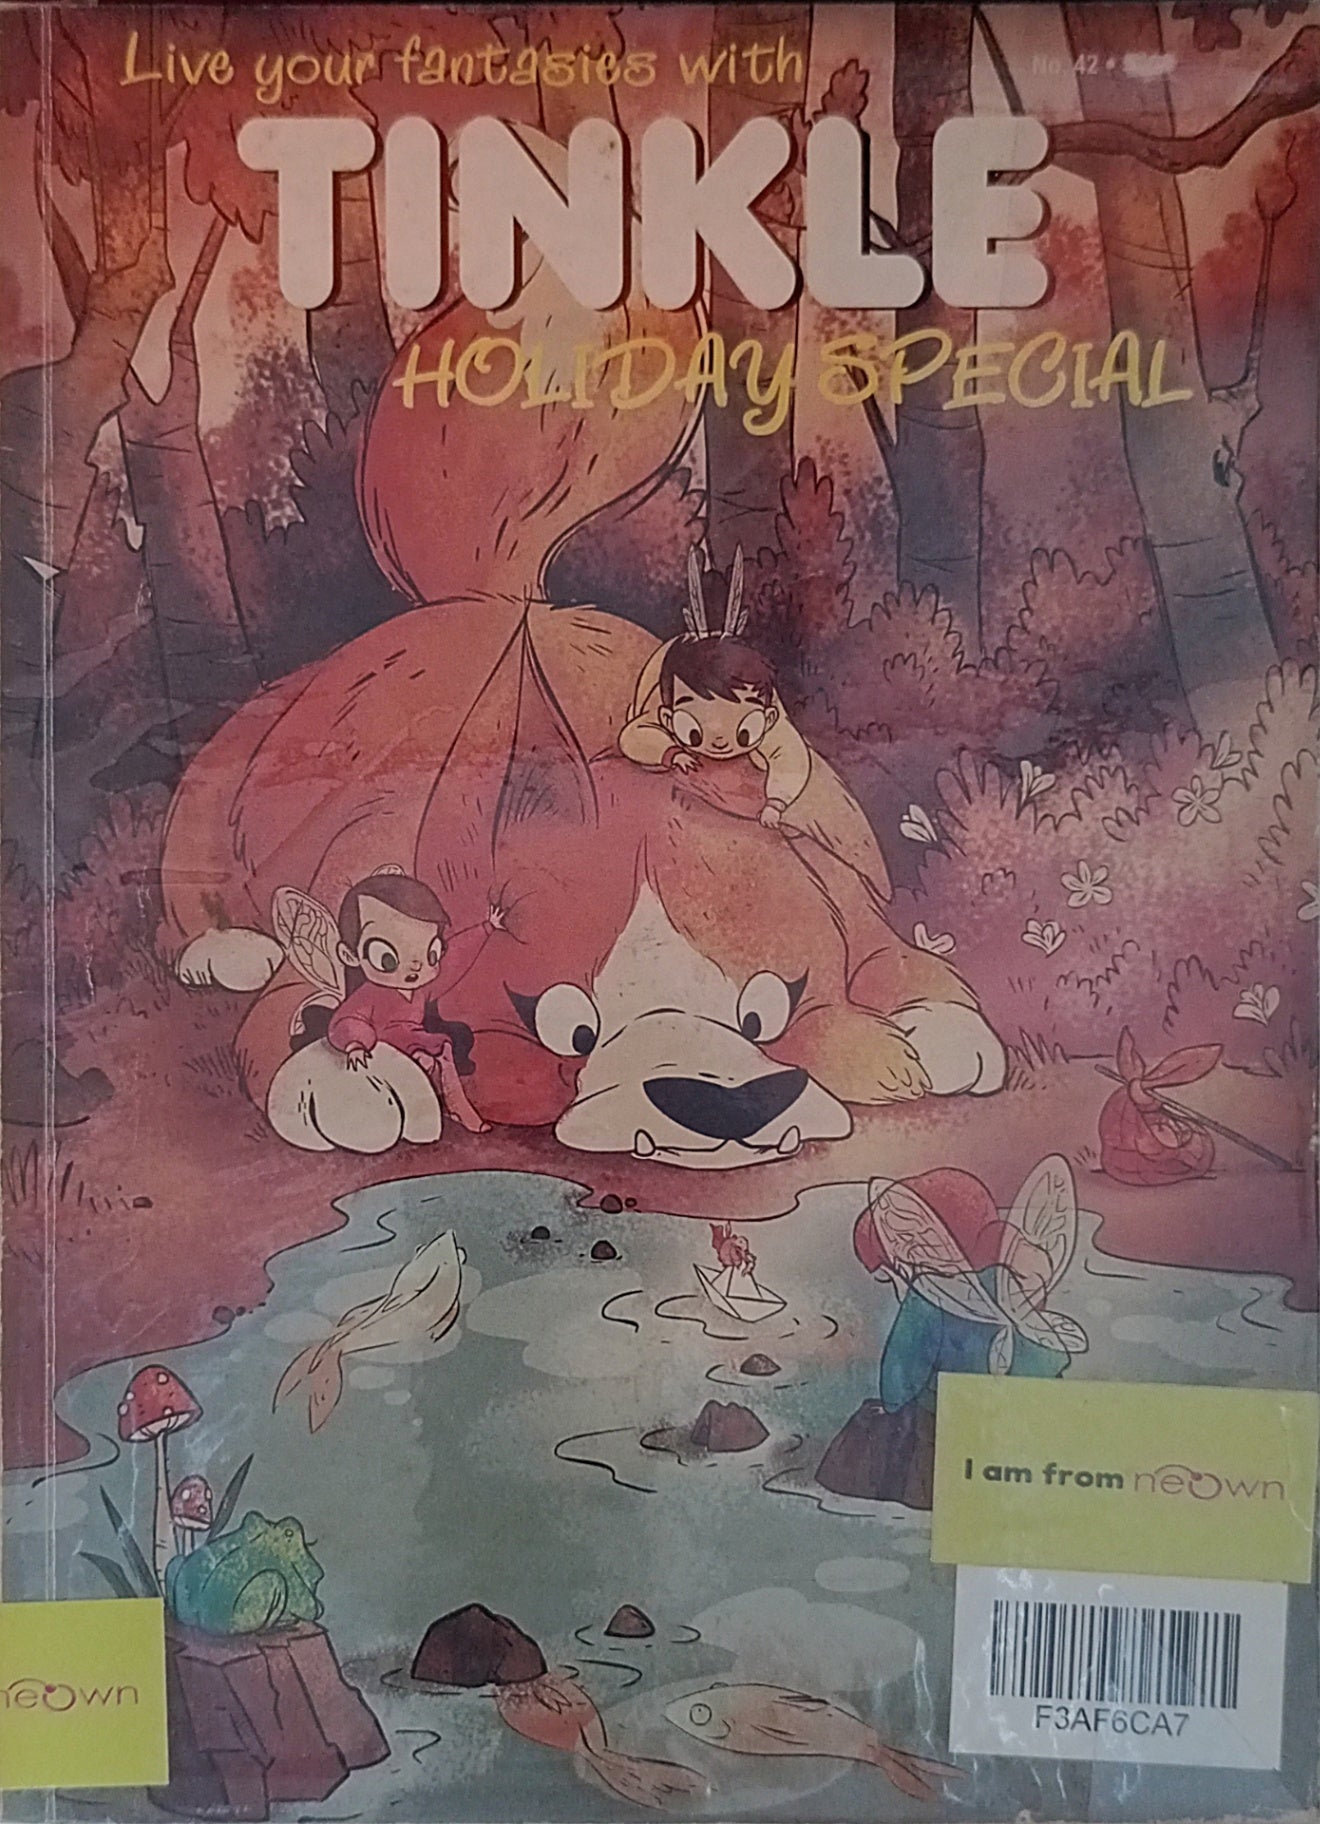 Live your fantasies with
No. 42 •
TINKLE
HOLIDAY SPECIAL
I am from neown
F3AF6CA7
neown